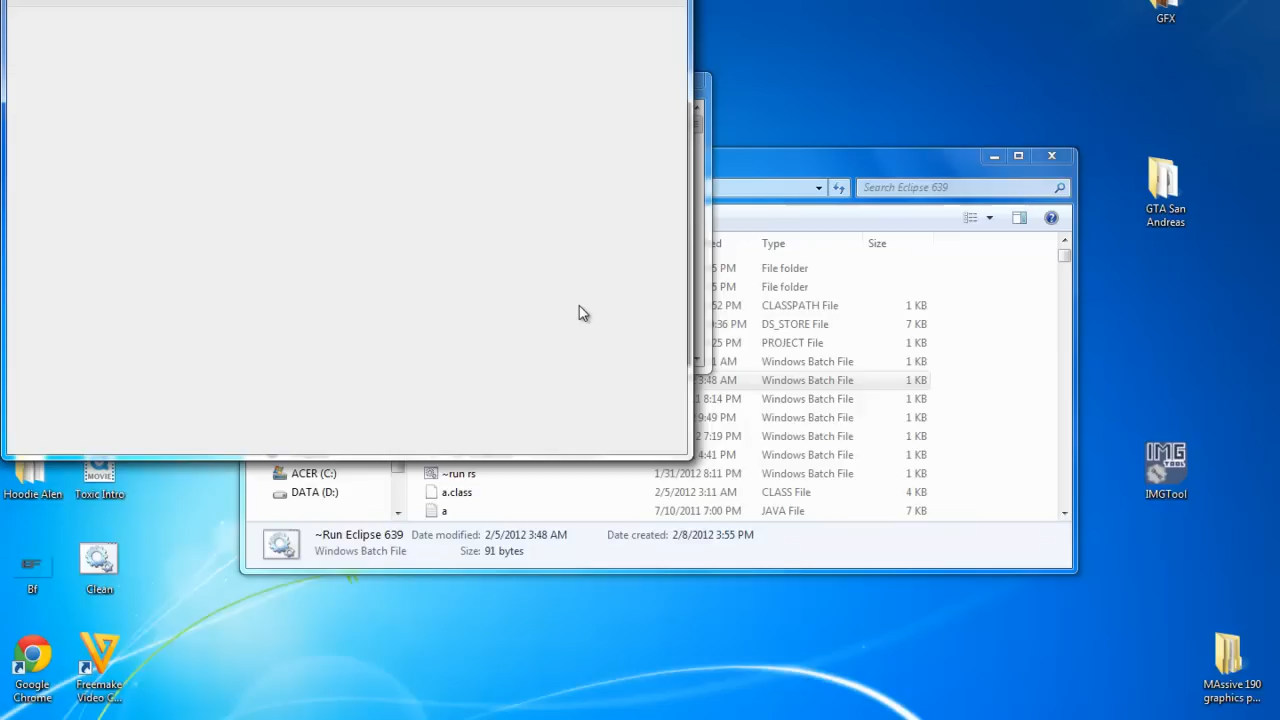 GFX
Search Eclipse 639
GTA San
Andreas
ed Type Size
5 PM File folder
5 PM File folder
52 PM CLASSPATH File 1 KB
:36 PM DS_STORE File 7 KB
25 PM PROJECT File 1 KB
1 AM Windows Batch File 1 KB
3:48 AM Windows Batch File 1 KB
1 8:14 PM Windows Batch File 1 KB
2 9:49 PM Windows Batch File 1 KB
2 7:19 PM Windows Batch File 1 KB
4:41 PM Windows Batch File 1 KB
ACER (C:) ~run rs 1/31/2012 8:11 PM Windows Batch File 1 KB
DATA (D:) a.class 2/5/2012 3:11 AM CLASS File 4 KB
a 7/10/2011 7:00 PM JAVA File 7 KB
~Run Eclipse 639 Date modified: 2/5/2012 3:48 AM Date created: 2/8/2012 3:55 PM
Windows Batch File Size: 91 bytes
MOVIE
Hoodie Alen Toxic Intro
IMG
TOOL
IMGTool
BF
Bf Clean
Google
Chrome
Freemake
Video C...
MAssive 190
graphics p...